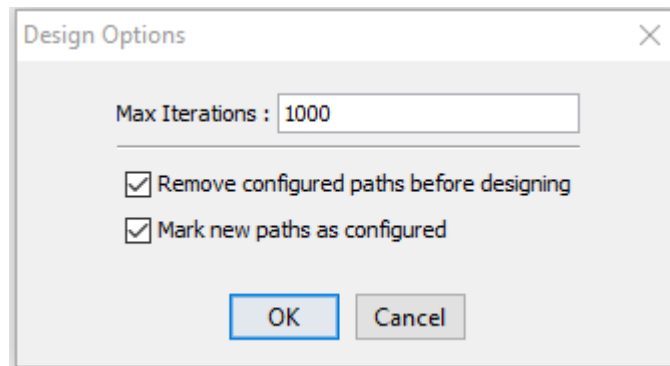 Design Options
Max Iterations : 1000
Remove configured paths before designing
Mark new paths as configured
OK Cancel